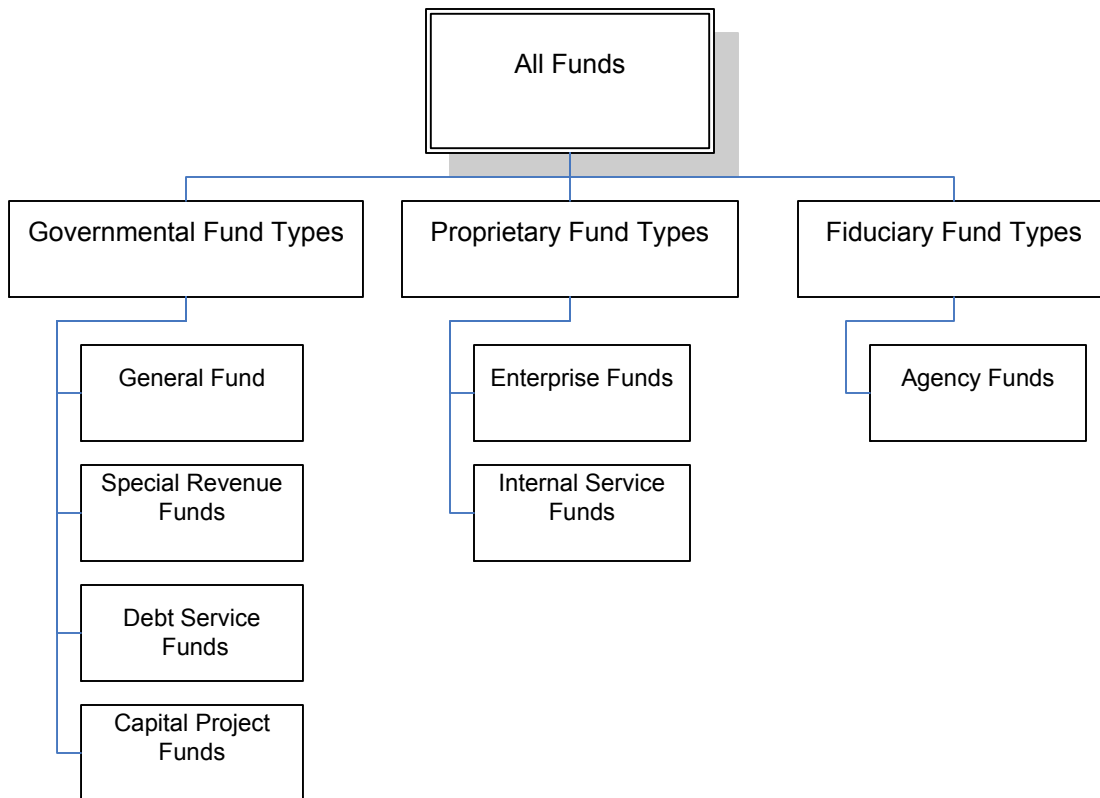 All Funds
Governmental Fund Types
Proprietary Fund Types
Fiduciary Fund Types
General Fund
Special Revenue
Funds
Debt Service
Funds
Capital Project
Funds
Enterprise Funds
Internal Service
Funds
Agency Funds